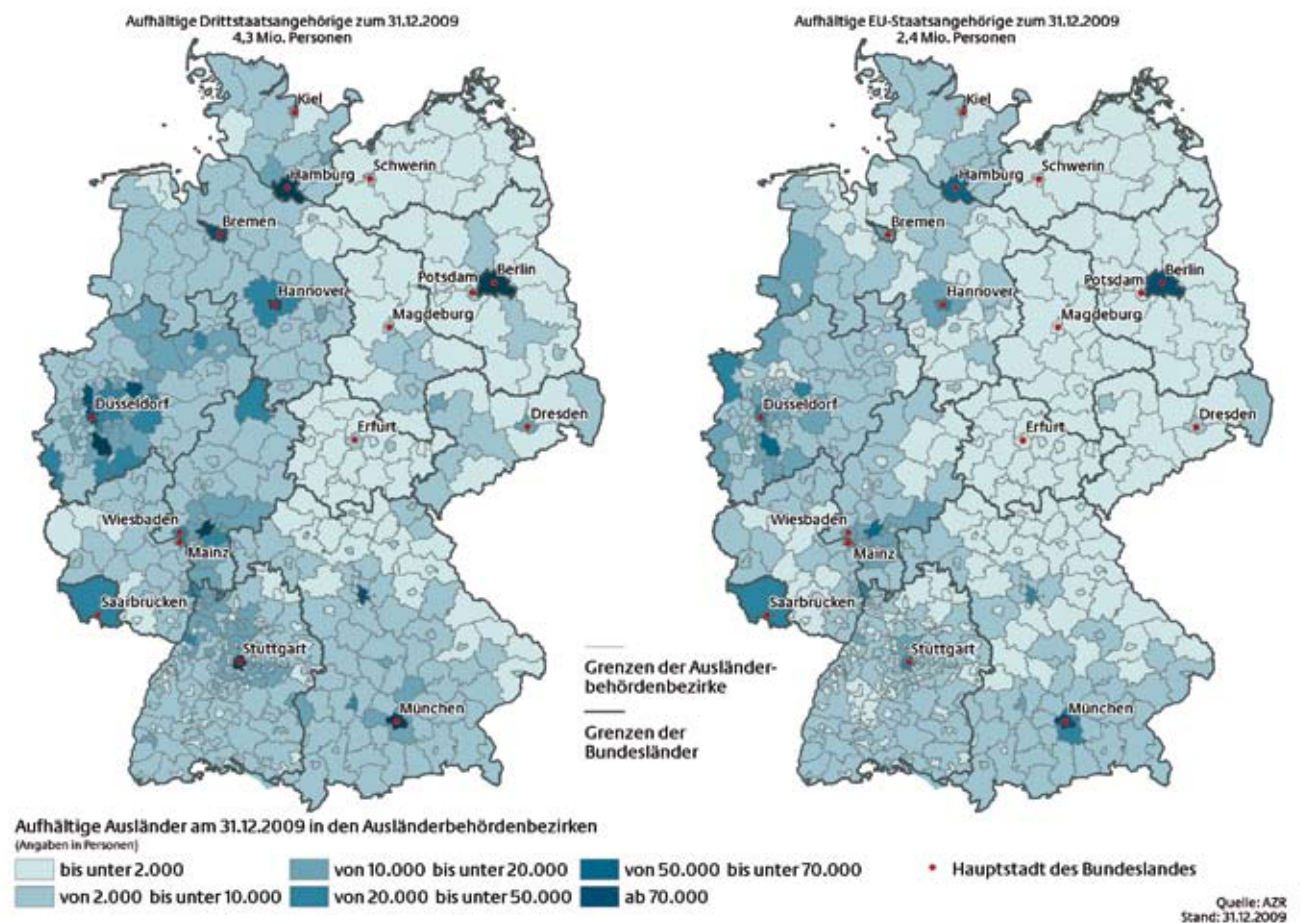 Aufhältige Drittstaatsangehörige zum 31.12.2009
4,3 Mio. Personen
Kiel
Schwerin
Hamburg
Bremen
Berlin
Potsdam
Hannover
Magdeburg
Düsseldorf
Dresden
Erfurt
Wiesbaden
Mainz
Saarbrücken
Stuttgart
München
Aufhältige EU-Staatsangehörige zum 31.12.2009
2,4 Mio. Personen
Kiel
Schwerin
Hamburg
Bremen
Berlin
Potsdam
Hannover
Magdeburg
Düsseldorf
Dresden
Erfurt
Wiesbaden
Mainz
Saarbrücken
Stuttgart
München
Grenzen der Ausländer-
behördenbezirke
Grenzen der
Bundesländer
Aufhältige Ausländer am 31.12.2009 in den Ausländerbehördenbezirken
(Angaben in Personen)
bis unter 2.000
von 2.000 bis unter 10.000
von 10.000 bis unter 20.000
von 20.000 bis unter 50.000
von 50.000 bis unter 70.000
ab 70.000
Hauptstadt des Bundeslandes
Quelle: AZR
Stand: 31.12.2009